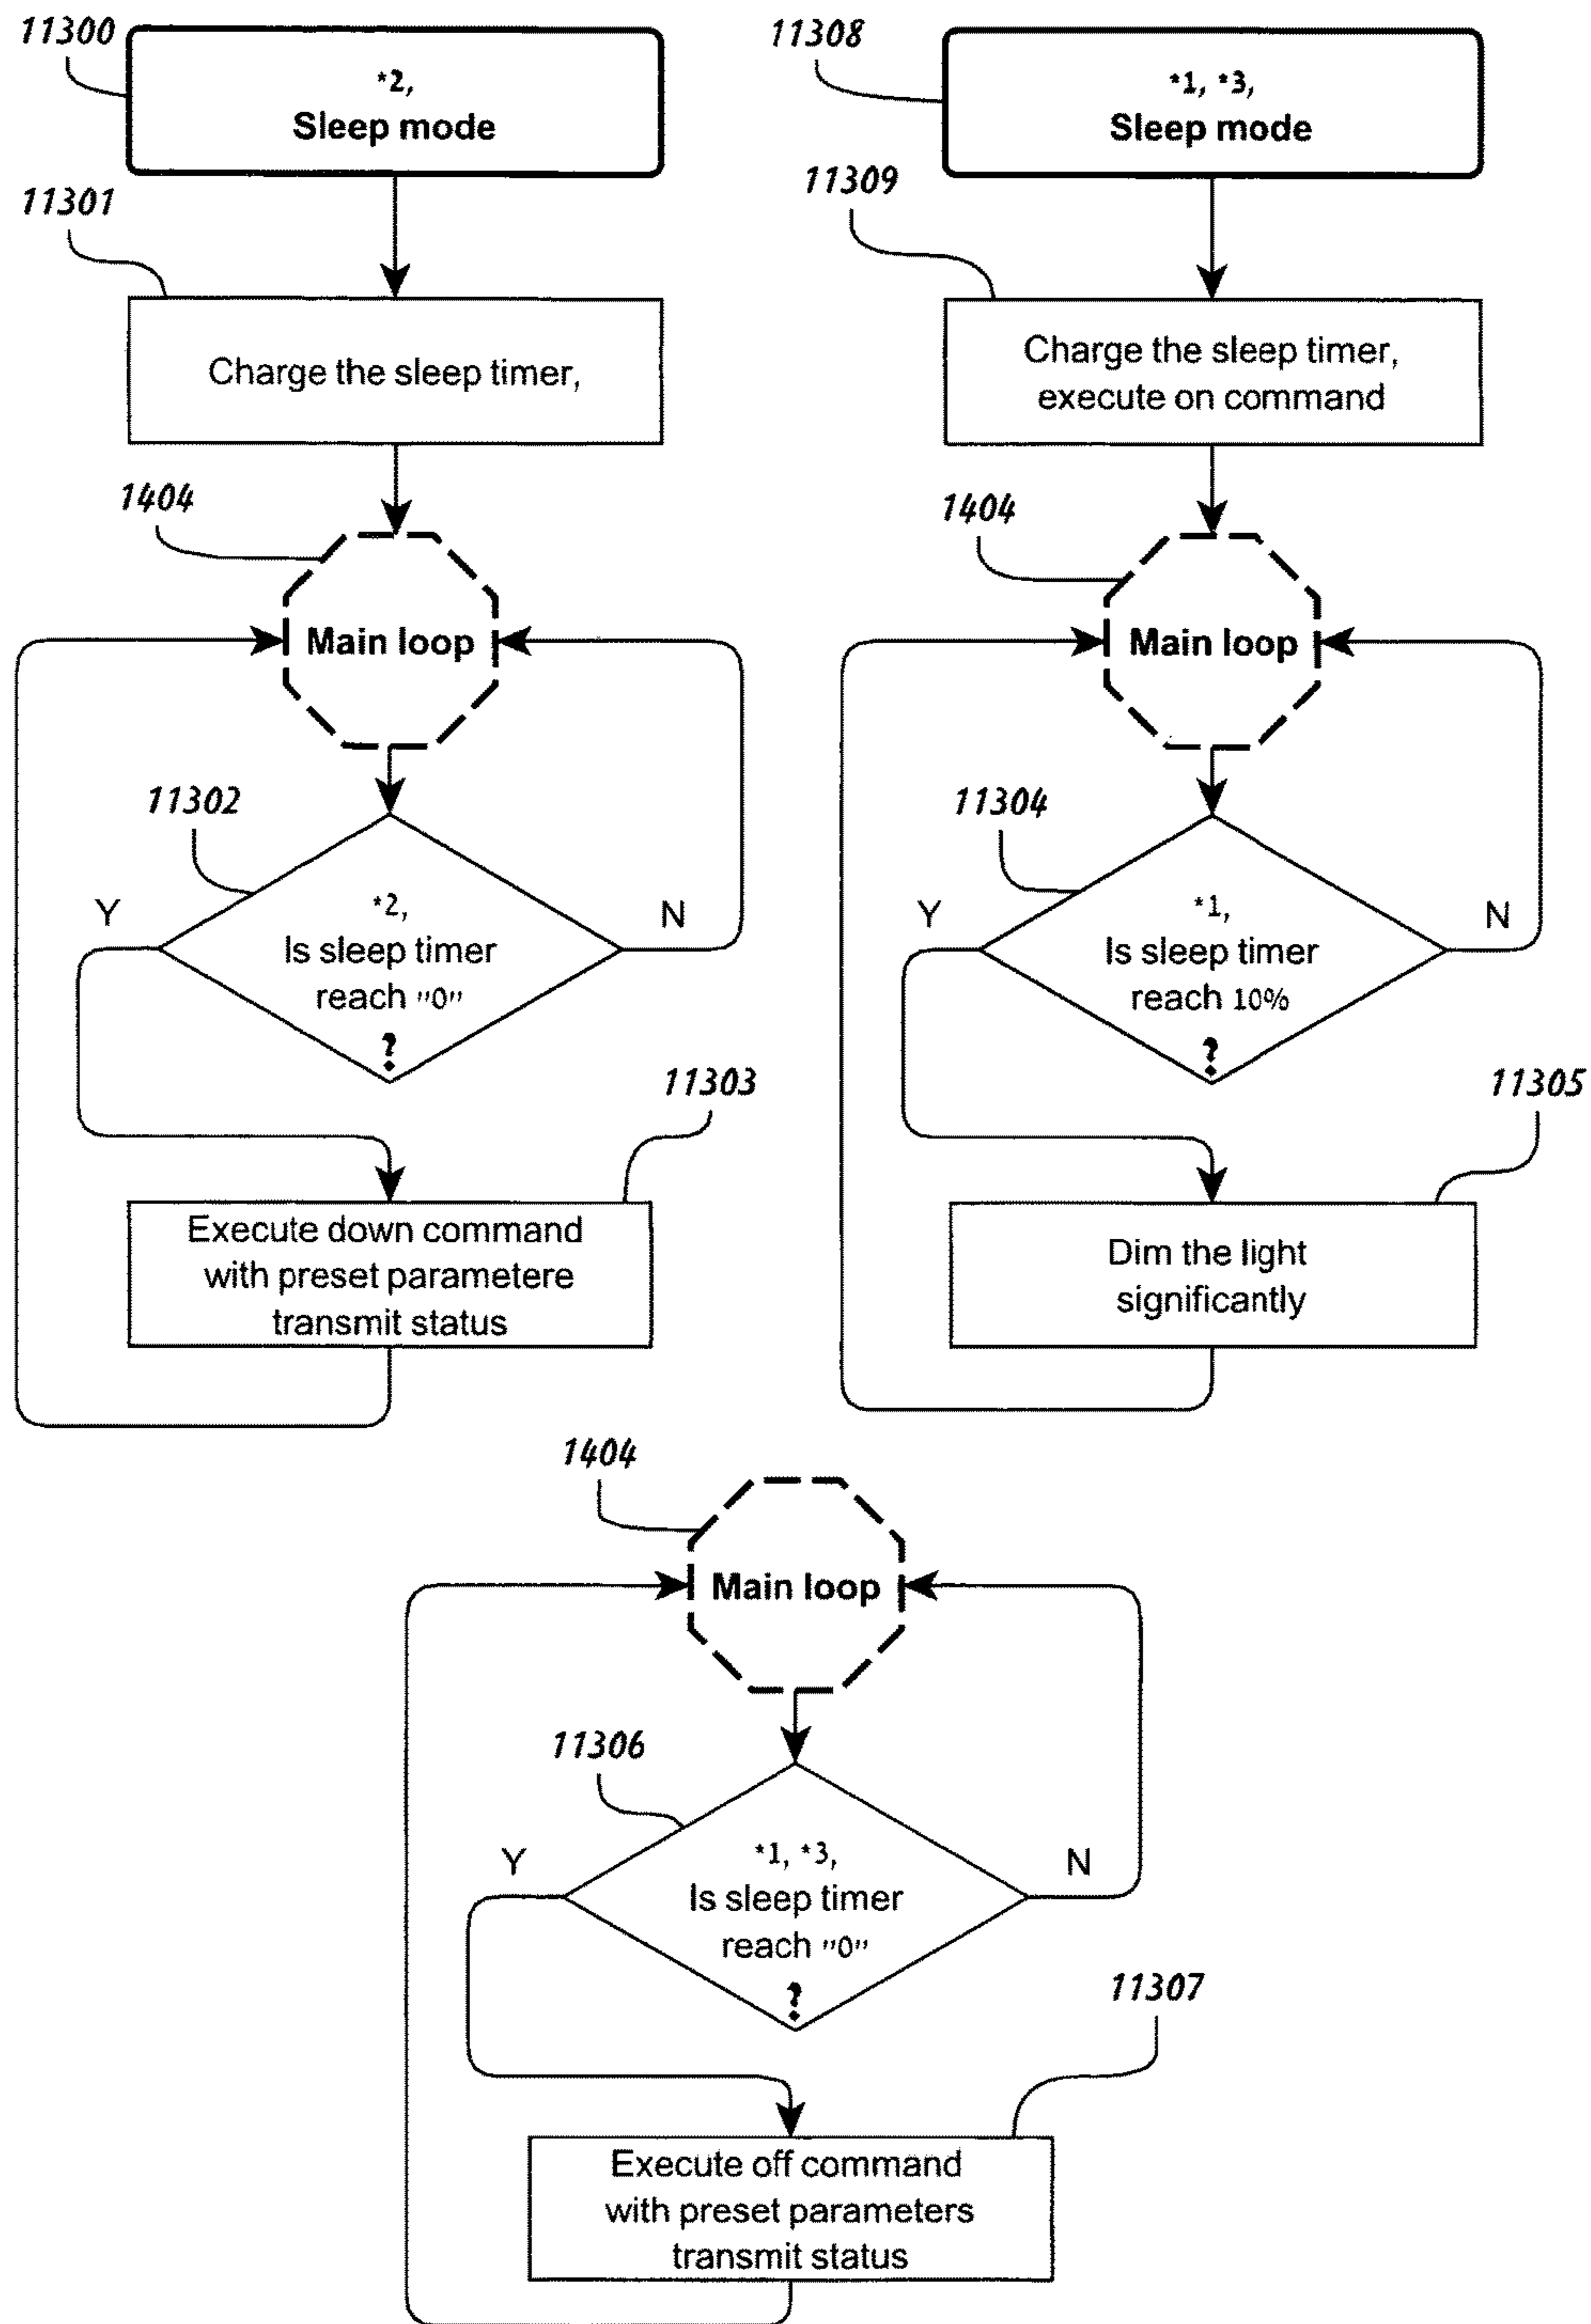 11300
*2,
Sleep mode
11301
Charge the sleep timer,
1404
Main loop
11302
Y
N
*2,
Is sleep timer
reach "0"
?
11303
Execute down command
with preset parametere
transmit status
11308
*1, *3,
Sleep mode
11309
Charge the sleep timer,
execute on command
1404
Main loop
11304
Y
N
*1,
Is sleep timer
reach 10%
?
11305
Dim the light
significantly
1404
Main loop
11306
Y
N
*1, *3,
Is sleep timer
reach "0"
?
11307
Execute off command
with preset parameters
transmit status